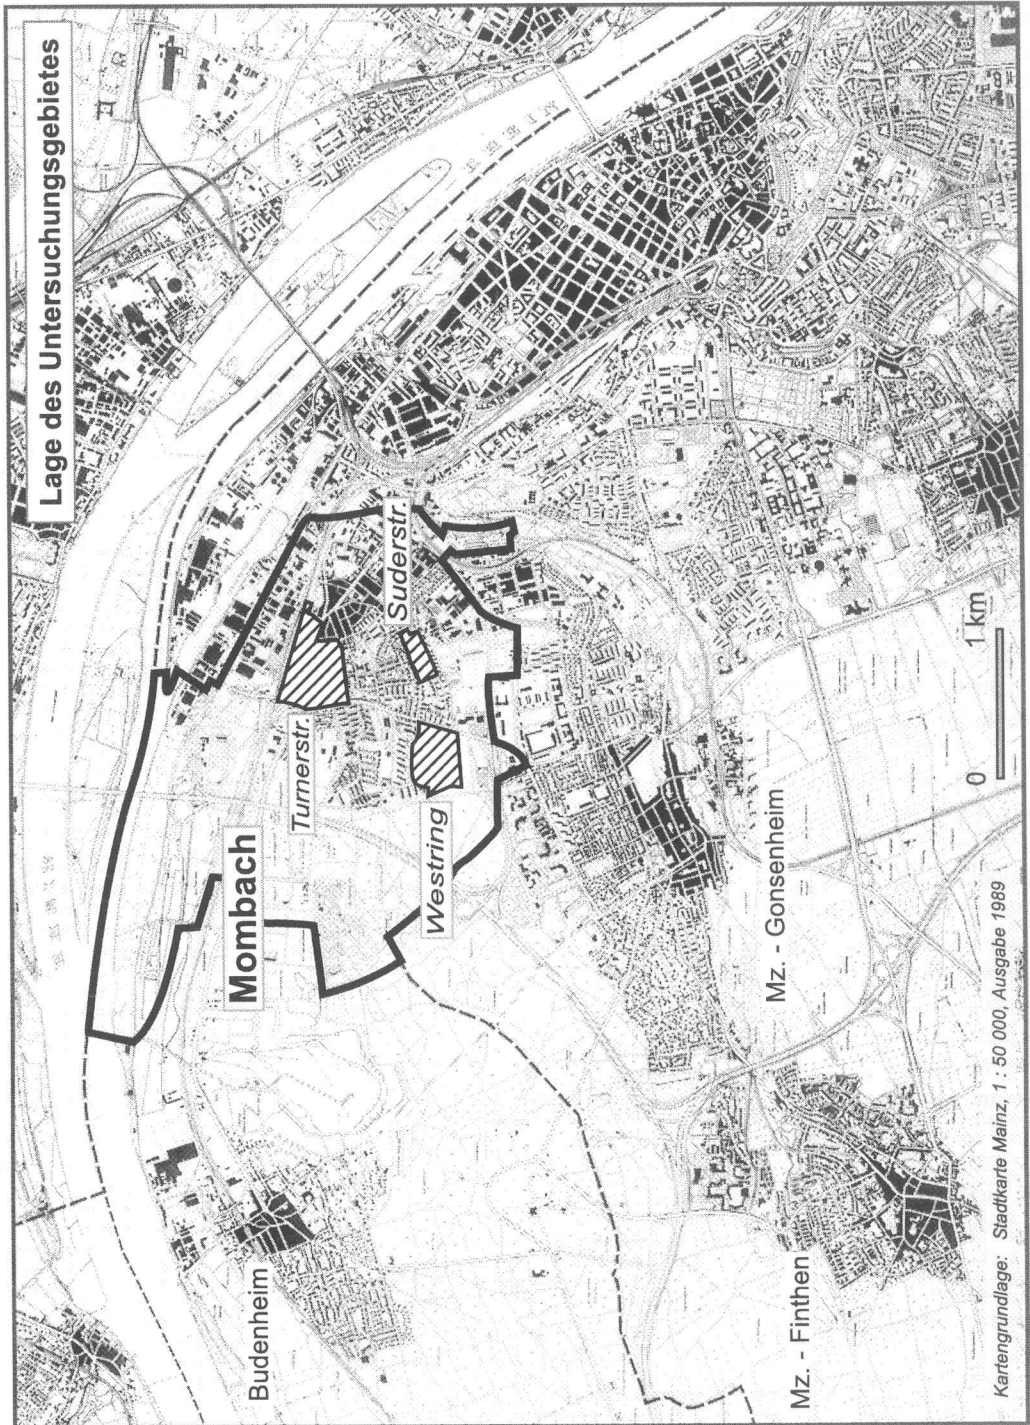 Lage des Untersuchungsgebietes
Mombach
Turnerstr.
Suderstr.
Westring
Budenheim
Mz. - Gonsenheim
Mz. - Finthen
0 1 km
Kartengrundlage: Stadtkarte Mainz, 1 : 50 000, Ausgabe 1989